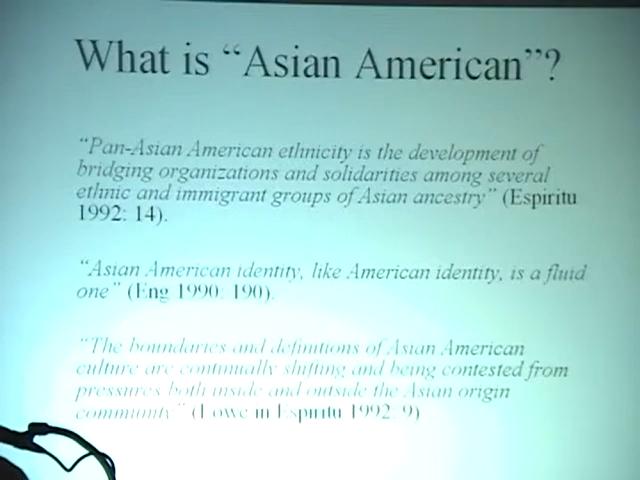 What is “Asian American”?
“Pan-Asian American ethnicity is the development of
bridging organizations and solidarities among several
ethnic and immigrant groups of Asian ancestry” (Espiritu
1992: 14).
“Asian American identity, like American identity, is a fluid
one” (Eng 1990: 190).
“The boundaries and definitions of Asian American
culture are continually shifting and being contested from
pressures both inside and outside the Asian origin
community” (Lowe in Espiritu 1992: 9)